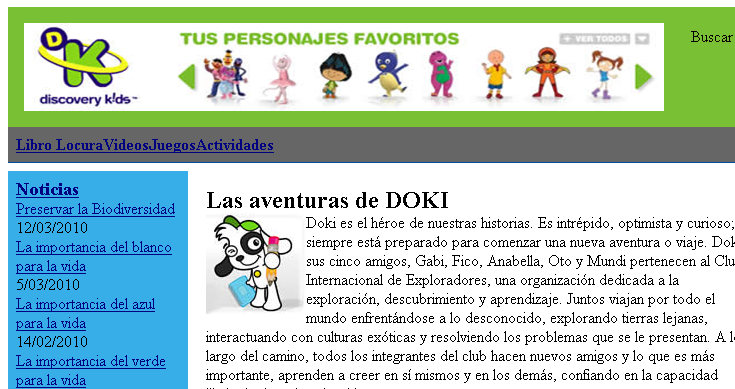 TUS PERSONAJES FAVORITOS
+ VER TODOS
Buscar
DK
discovery kids™
Libro LocuraVideosJuegosActividades
Noticias
Preservar la Biodiversidad
12/03/2010
La importancia del blanco
para la vida
5/03/2010
La importancia del azul
para la vida
14/02/2010
La importancia del verde
para la vida
Las aventuras de DOKI
Doki es el héroe de nuestras historias. Es intrépido, optimista y curioso;
siempre está preparado para comenzar una nueva aventura o viaje. Dok
sus cinco amigos, Gabi, Fico, Anabella, Oto y Mundi pertenecen al Clu
Internacional de Exploradores, una organización dedicada a la
exploración, descubrimiento y aprendizaje. Juntos viajan por todo el
mundo enfrentándose a lo desconocido, explorando tierras lejanas,
interactuando con culturas exóticas y resolviendo los problemas que se le presentan. A lo
largo del camino, todos los integrantes del club hacen nuevos amigos y lo que es más
importante, aprenden a creer en sí mismos y en los demás, confiando en la capacidad